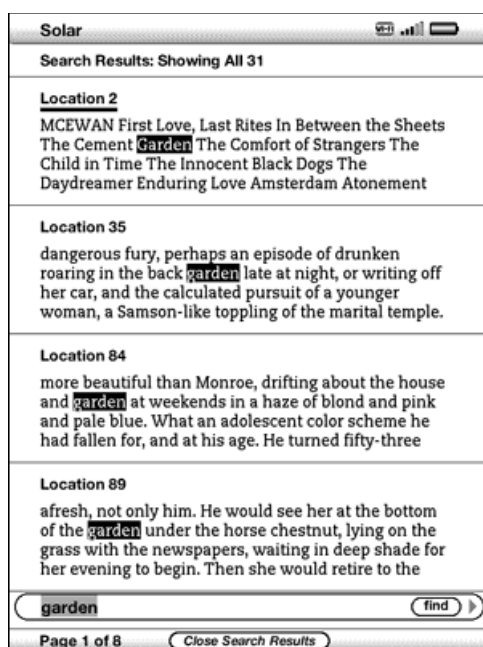 Solar
Wi-Fi
Search Results: Showing All 31
Location 2
MCEWAN First Love, Last Rites In Between the Sheets
The Cement Garden The Comfort of Strangers The
Child in Time The Innocent Black Dogs The
Daydreamer Enduring Love Amsterdam Atonement
Location 35
dangerous fury, perhaps an episode of drunken
roaring in the back garden late at night, or writing off
her car, and the calculated pursuit of a younger
woman, a Samson-like toppling of the marital temple.
Location 84
more beautiful than Monroe, drifting about the house
and garden at weekends in a haze of blond and pink
and pale blue. What an adolescent color scheme he
had fallen for, and at his age. He turned fifty-three
Location 89
afresh, not only him. He would see her at the bottom
of the garden under the horse chestnut, lying on the
grass with the newspapers, waiting in deep shade for
her evening to begin. Then she would retire to the
garden find
Page 1 of 8 Close Search Results